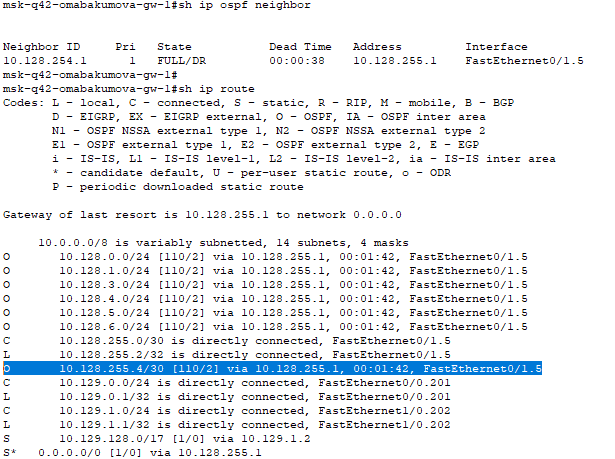 msk-q42-omabakumova-gw-1#sh ip ospf neighbor
Neighbor ID Pri State Dead Time Address Interface
10.128.254.1 1 FULL/DR 00:00:38 10.128.255.1 FastEthernet0/1.5
msk-q42-omabakumova-gw-1#
msk-q42-omabakumova-gw-1#sh ip route
Codes: L - local, C - connected, S - static, R - RIP, M - mobile, B - BGP
D - EIGRP, EX - EIGRP external, O - OSPF, IA - OSPF inter area
N1 - OSPF NSSA external type 1, N2 - OSPF NSSA external type 2
E1 - OSPF external type 1, E2 - OSPF external type 2, E - EGP
i - IS-IS, L1 - IS-IS level-1, L2 - IS-IS level-2, ia - IS-IS inter area
* - candidate default, U - per-user static route, o - ODR
P - periodic downloaded static route
Gateway of last resort is 10.128.255.1 to network 0.0.0.0
10.0.0.0/8 is variably subnetted, 14 subnets, 4 masks
O 10.128.0.0/24 [110/2] via 10.128.255.1, 00:01:42, FastEthernet0/1.5
O 10.128.1.0/24 [110/2] via 10.128.255.1, 00:01:42, FastEthernet0/1.5
O 10.128.3.0/24 [110/2] via 10.128.255.1, 00:01:42, FastEthernet0/1.5
O 10.128.4.0/24 [110/2] via 10.128.255.1, 00:01:42, FastEthernet0/1.5
O 10.128.5.0/24 [110/2] via 10.128.255.1, 00:01:42, FastEthernet0/1.5
O 10.128.6.0/24 [110/2] via 10.128.255.1, 00:01:42, FastEthernet0/1.5
C 10.128.255.0/30 is directly connected, FastEthernet0/1.5
L 10.128.255.2/32 is directly connected, FastEthernet0/1.5
O 10.128.255.4/30 [110/2] via 10.128.255.1, 00:01:42, FastEthernet0/1.5
C 10.129.0.0/24 is directly connected, FastEthernet0/0.201
L 10.129.0.1/32 is directly connected, FastEthernet0/0.201
C 10.129.1.0/24 is directly connected, FastEthernet1/0.202
L 10.129.1.1/32 is directly connected, FastEthernet1/0.202
S 10.129.128.0/17 [1/0] via 10.129.1.2
S* 0.0.0.0/0 [1/0] via 10.128.255.1